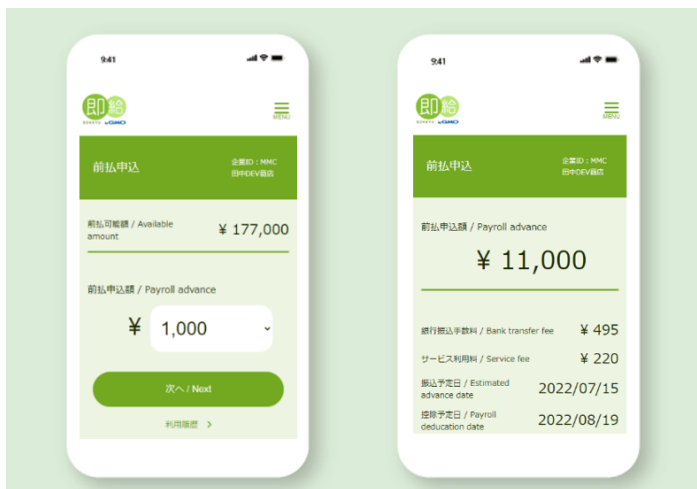 9:41
即給
SOKKYU byGMO
MENU
前払申込
企業ID：MMC
田中DEV商店
前払可能額 / Available
amount
¥ 177,000
前払申込額 / Payroll advance
¥ 1,000
次へ / Next
利用履歴 >
9:41
即給
SOKKYU byGMO
MENU
前払申込
企業ID：MMC
田中DEV商店
前払申込額 / Payroll advance
¥ 11,000
銀行振込手数料 / Bank transfer fee ¥ 495
サービス利用料 / Service fee ¥ 220
振込予定日 / Estimated
advance date
2022/07/15
控除予定日 / Payroll
deducation date
2022/08/19